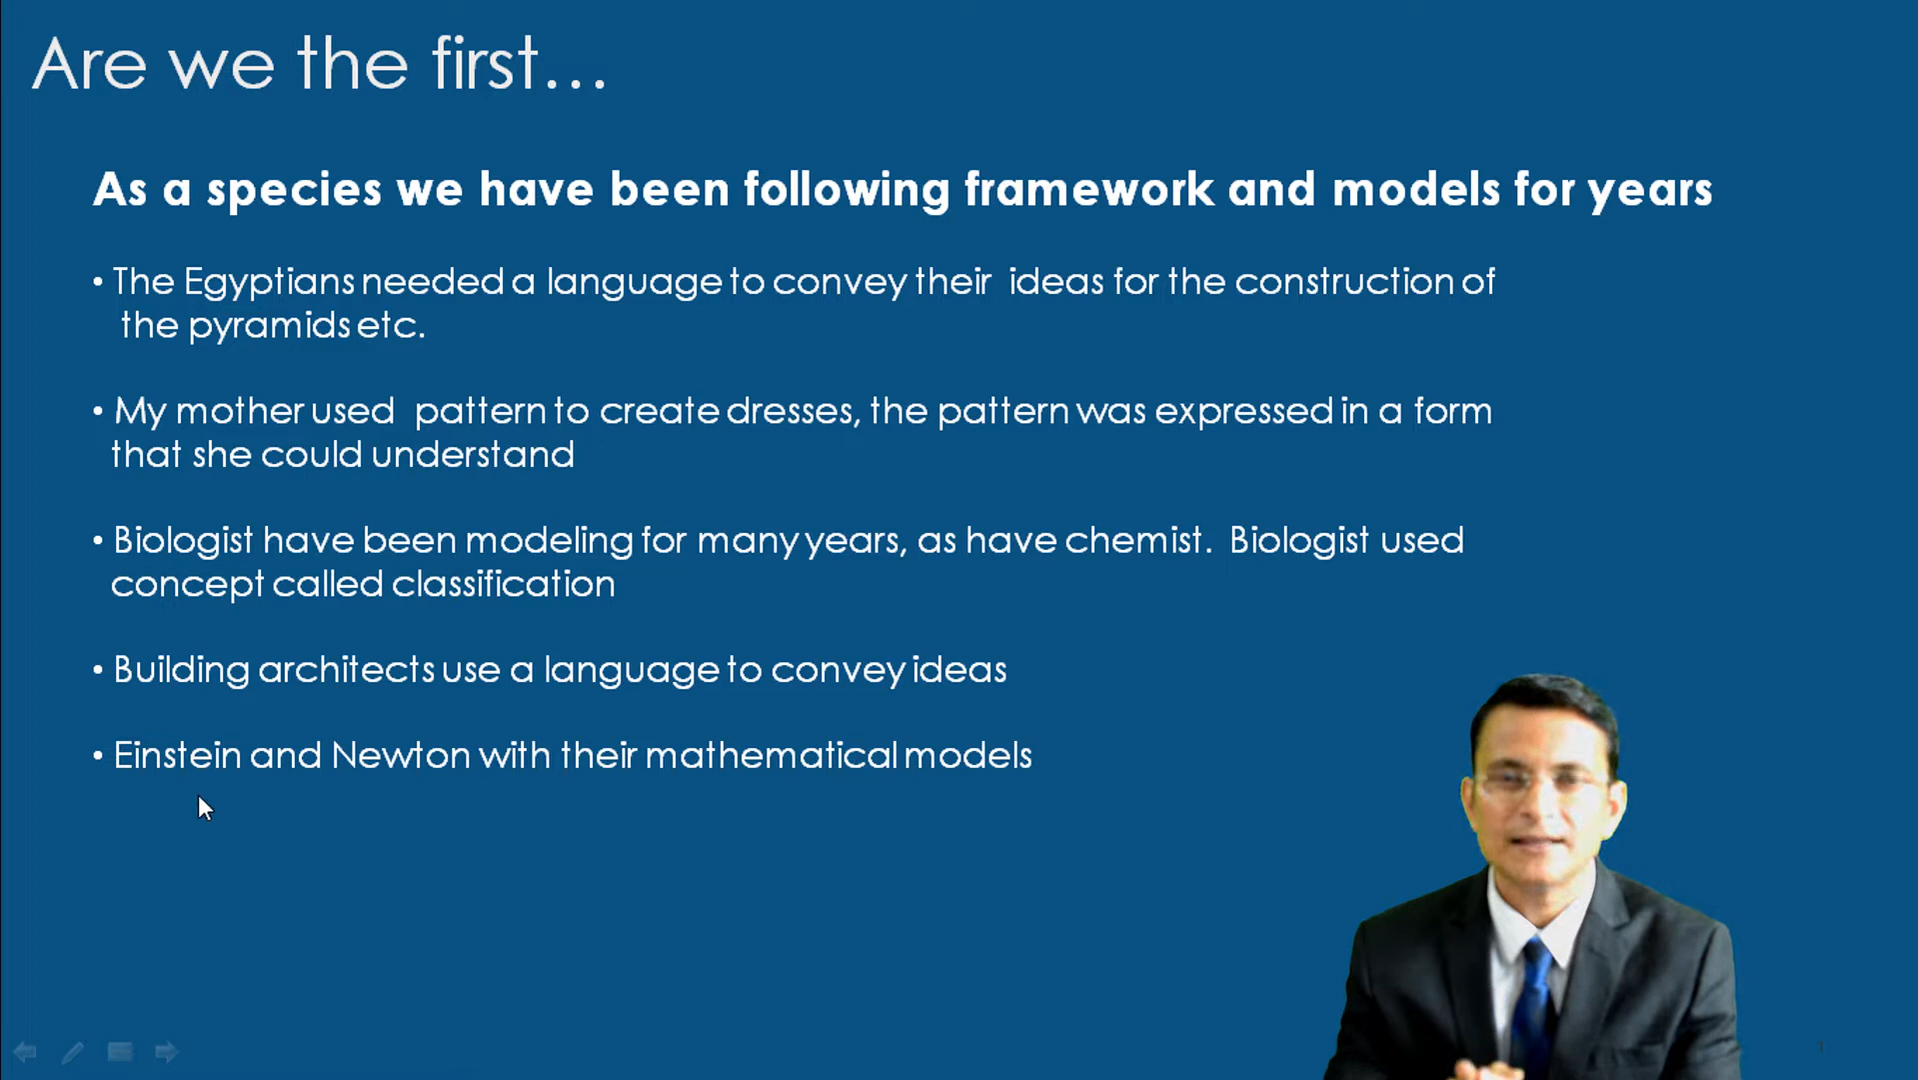 Are we the first...
As a species we have been following framework and models for years
• The Egyptians needed a language to convey their ideas for the construction of
the pyramids etc.
• My mother used pattern to create dresses, the pattern was expressed in a form
that she could understand
• Biologist have been modeling for many years, as have chemist. Biologist used
concept called classification
• Building architects use a language to convey ideas
• Einstein and Newton with their mathematical models
1